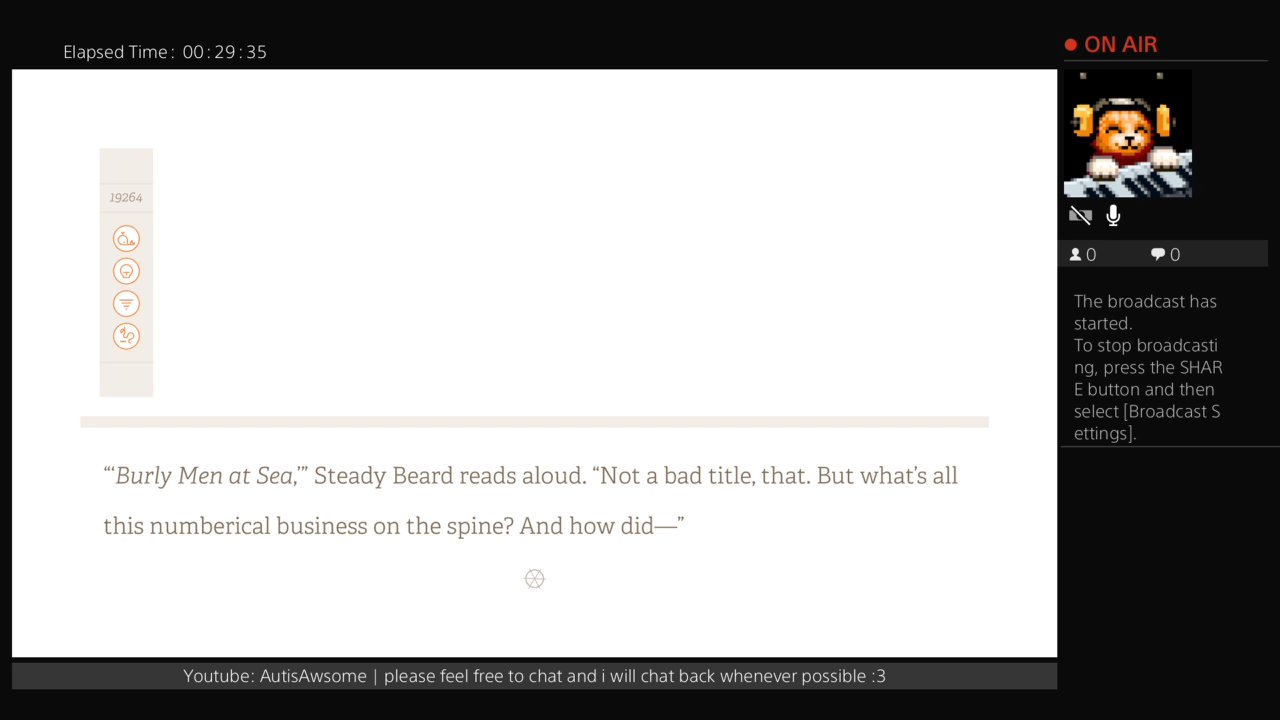 Elapsed Time: 00:29:35
ON AIR
19264
0
0
The broadcast has
started.
To stop broadcasti
ng, press the SHAR
E button and then
select [Broadcast S
ettings].
“‘Burly Men at Sea,’” Steady Beard reads aloud. “Not a bad title, that. But what’s all
this numberical business on the spine? And how did—”
Youtube: AutisAwsome | please feel free to chat and i will chat back whenever possible :3